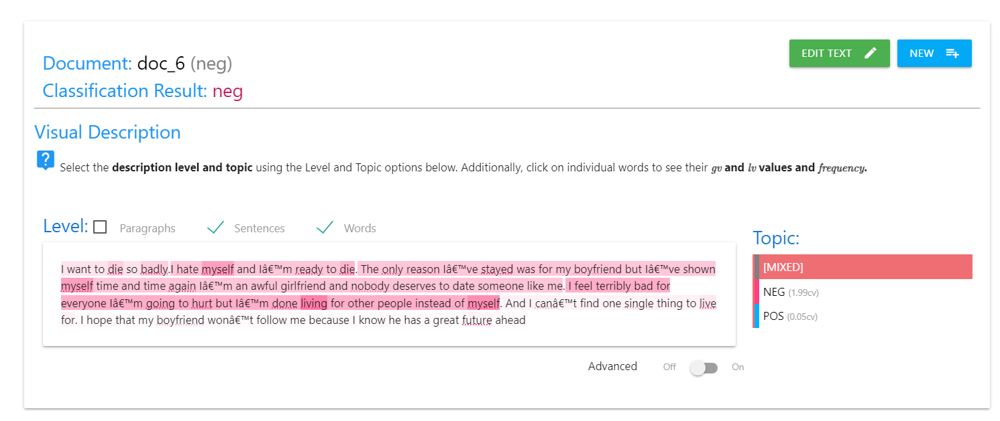 EDIT TEXT
NEW
Document: doc_6 (neg)
Classification Result: neg
Visual Description
Select the description level and topic using the Level and Topic options below. Additionally, click on individual words to see their gv and lv values and frequency.
Level: Paragraphs Sentences Words
I want to die so badly.I hate myself and Iâ€™m ready to die. The only reason Iâ€™ve stayed was for my boyfriend but Iâ€™ve shown
myself time and time again Iâ€™m an awful girlfriend and nobody deserves to date someone like me. I feel terribly bad for
everyone Iâ€™m going to hurt but Iâ€™m done living for other people instead of myself. And I canâ€™t find one single thing to live
for. I hope that my boyfriend wonâ€™t follow me because I know he has a great future ahead
Topic:
[MIXED]
NEG (1.99cv)
POS (0.05cv)
Advanced Off On